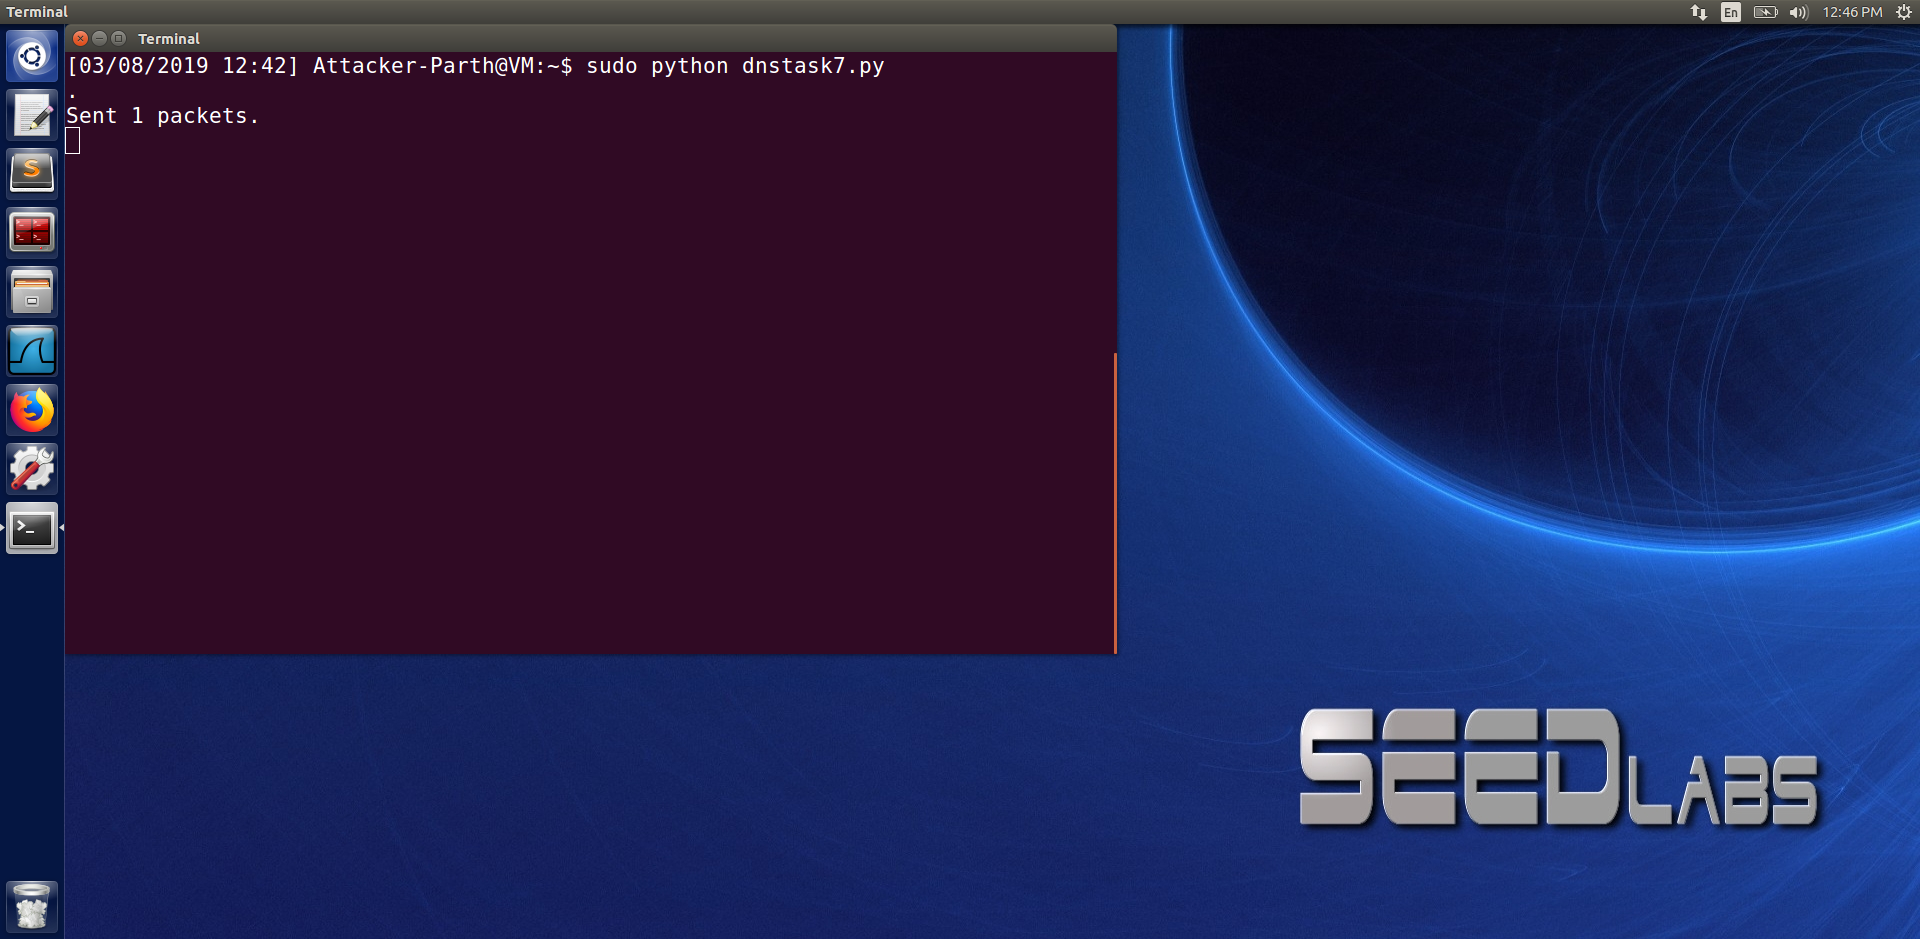 Terminal
En
12:46 PM
Terminal
[03/08/2019 12:42] Attacker-Parth@VM:~$ sudo python dnstask7.py
.
Sent 1 packets.
SEEDLABS